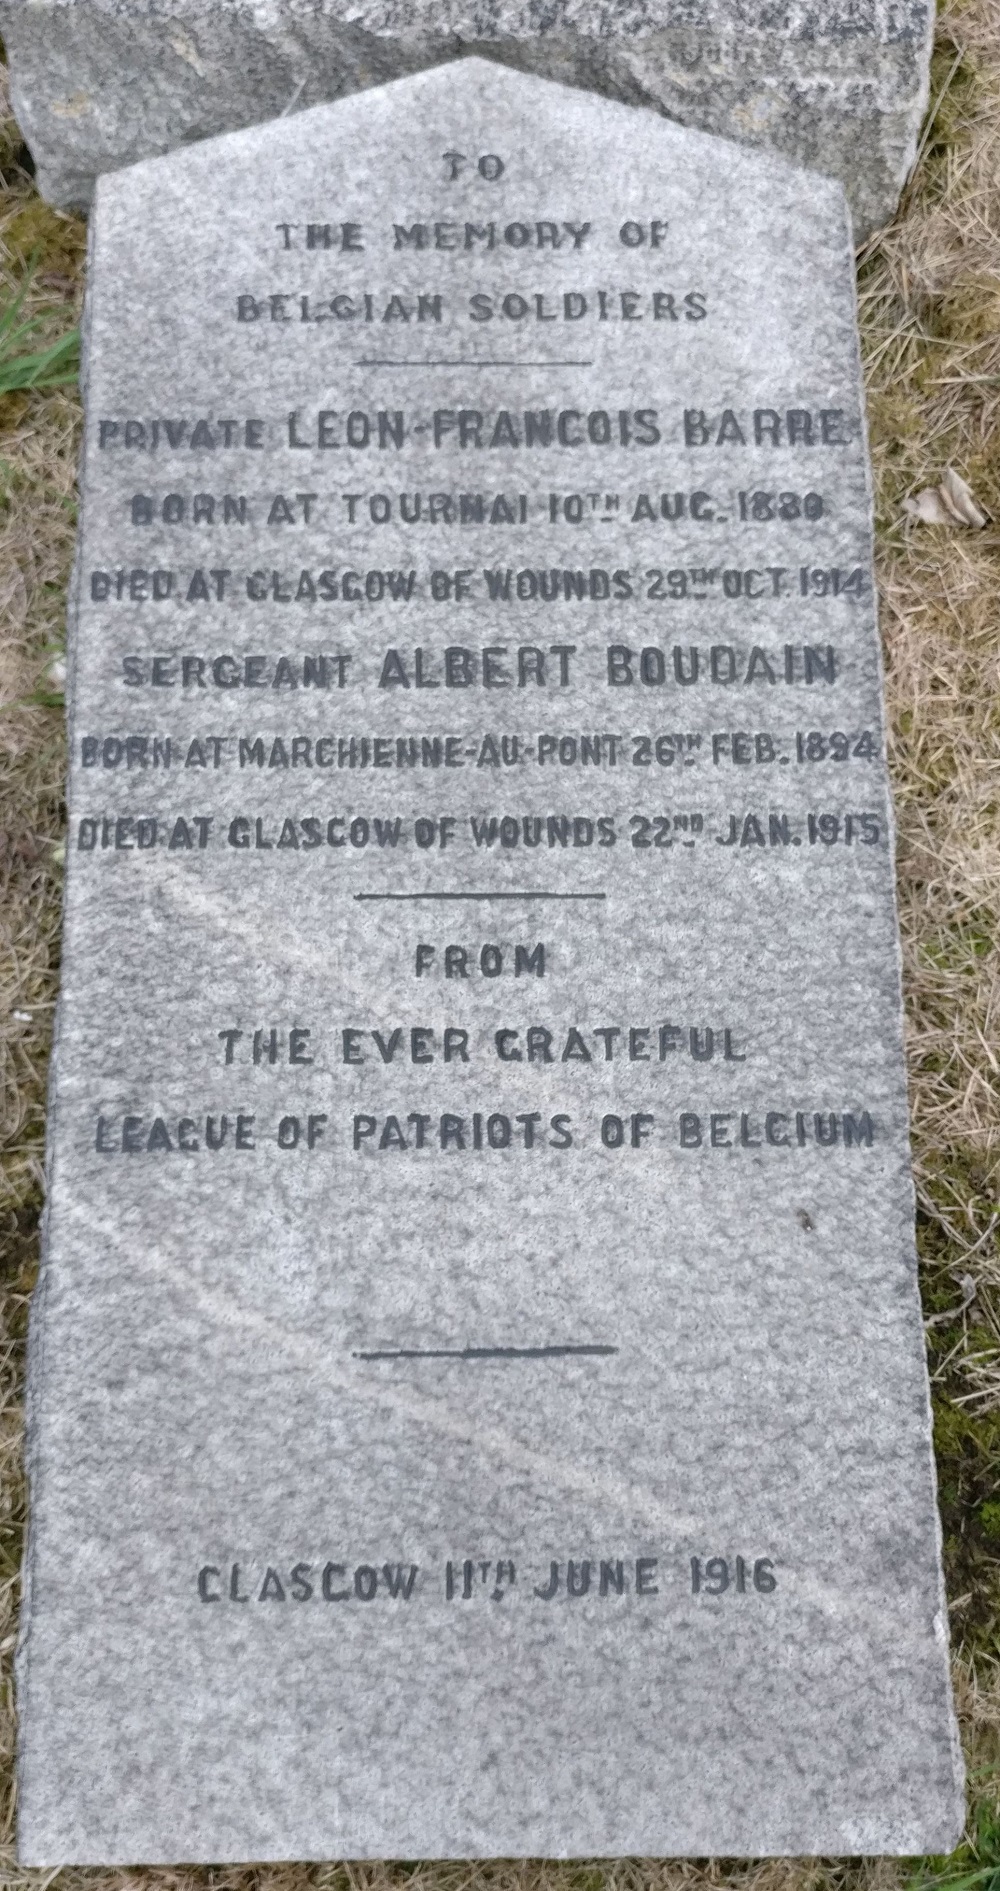 TO
THE MEMORY OF
BELGIAN SOLDIERS
PRIVATE LEON-FRANCOIS BARRE
BORN AT TOURNAI 10TH AUG.
DIED AT GLASGOW OF WOUNDS 29TH OCT. 1914
SERGEANT ALBERT BOUDAIN
BORN AT MARCHIENNE-AU-PONT 26TH FEB. 1894
DIED AT GLASGOW OF WOUNDS 22ND JAN. 1915
FROM
THE EVER GRATEFUL
LEAGUE OF PATRIOTS OF BELGIUM
GLASGOW 11TH JUNE 1916